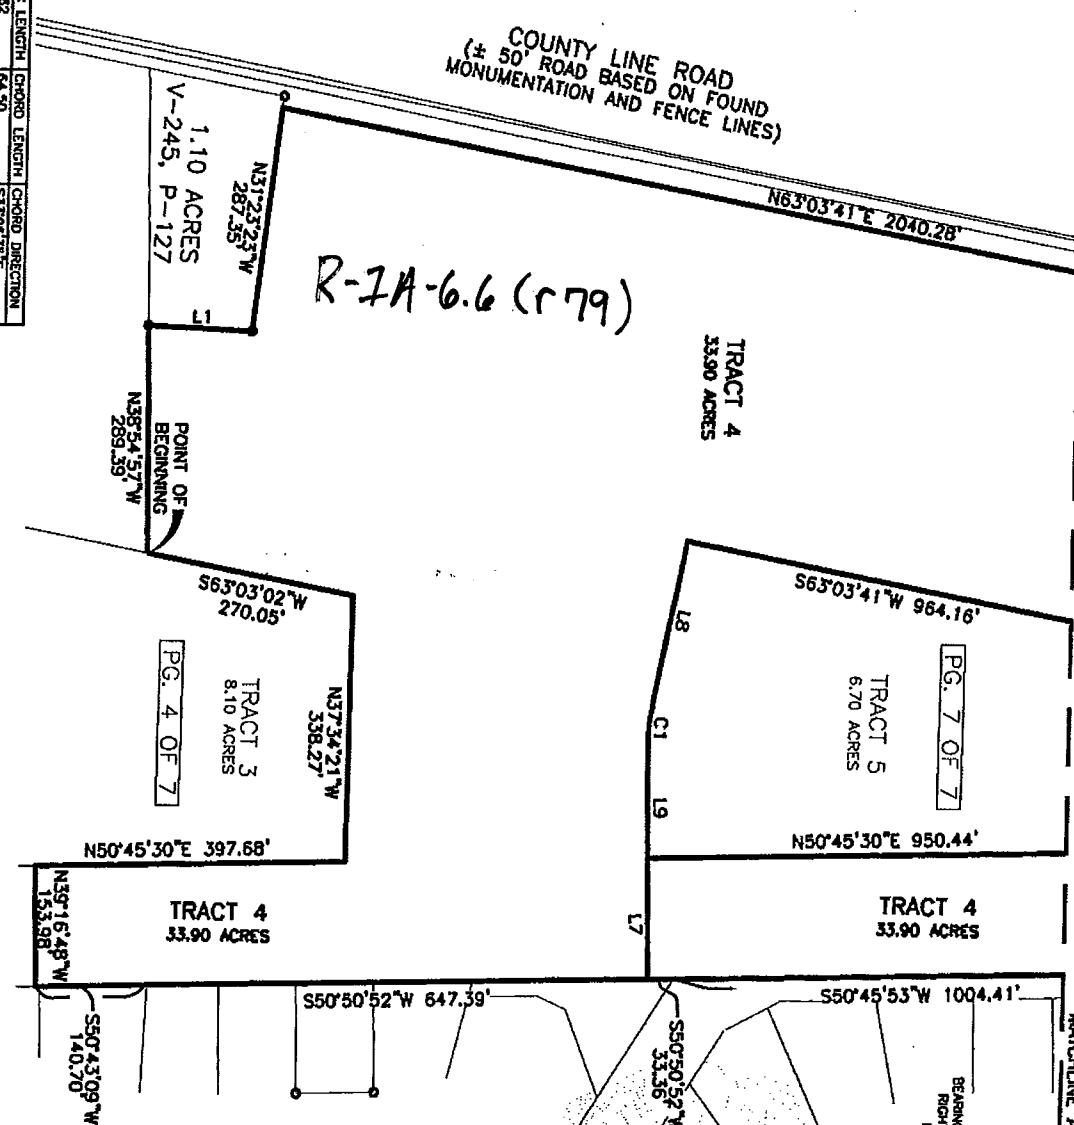 LENGTH
CHORD LENGTH
CHORD DIRECTION
COUNTY LINE ROAD
(± 50' ROAD BASED ON FOUND
MONUMENTATION AND FENCE LINES)
1.10 ACRES
V-245, P-127
N31°23'23"W
287.35'
N63°03'41"E 2040.28'
R-1A-6.6 (r 79)
L1
TRACT 4
33.90 ACRES
N38°54'57"W
289.39'
POINT OF
BEGINNING
S63°03'02"W
270.05'
S63°03'41"W 964.16'
L8
PG. 4 OF 7
TRACT 3
8.10 ACRES
N37°34'21"W
338.27'
C1
L9
TRACT 5
6.70 ACRES
PG. 7 OF 7
N50°45'30"E 397.68'
N50°45'30"E 950.44'
N39°16'48"W
153.98'
TRACT 4
33.90 ACRES
L7
TRACT 4
33.90 ACRES
S50°50'52"W 647.39'
S50°45'53"W 1004.41'
S50°43'09"W
140.70'
S50°50'52"W
33.36'